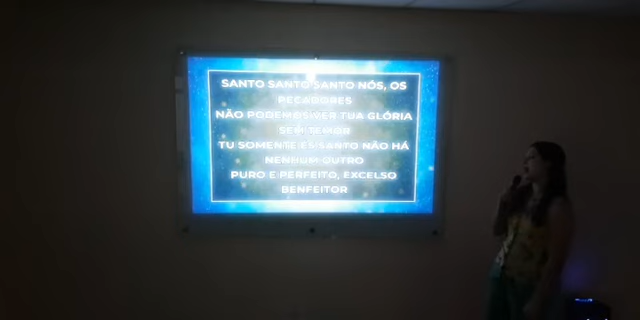 SANTO SANTO SANTO NÓS, OS
PECADORES
NÃO PODEMOS VER TUA GLÓRIA
SEM TEMOR
TU SOMENTE ÉS SANTO NÃO HÁ
NENHUM OUTRO
PURO E PERFEITO, EXCELSO
BENFEITOR